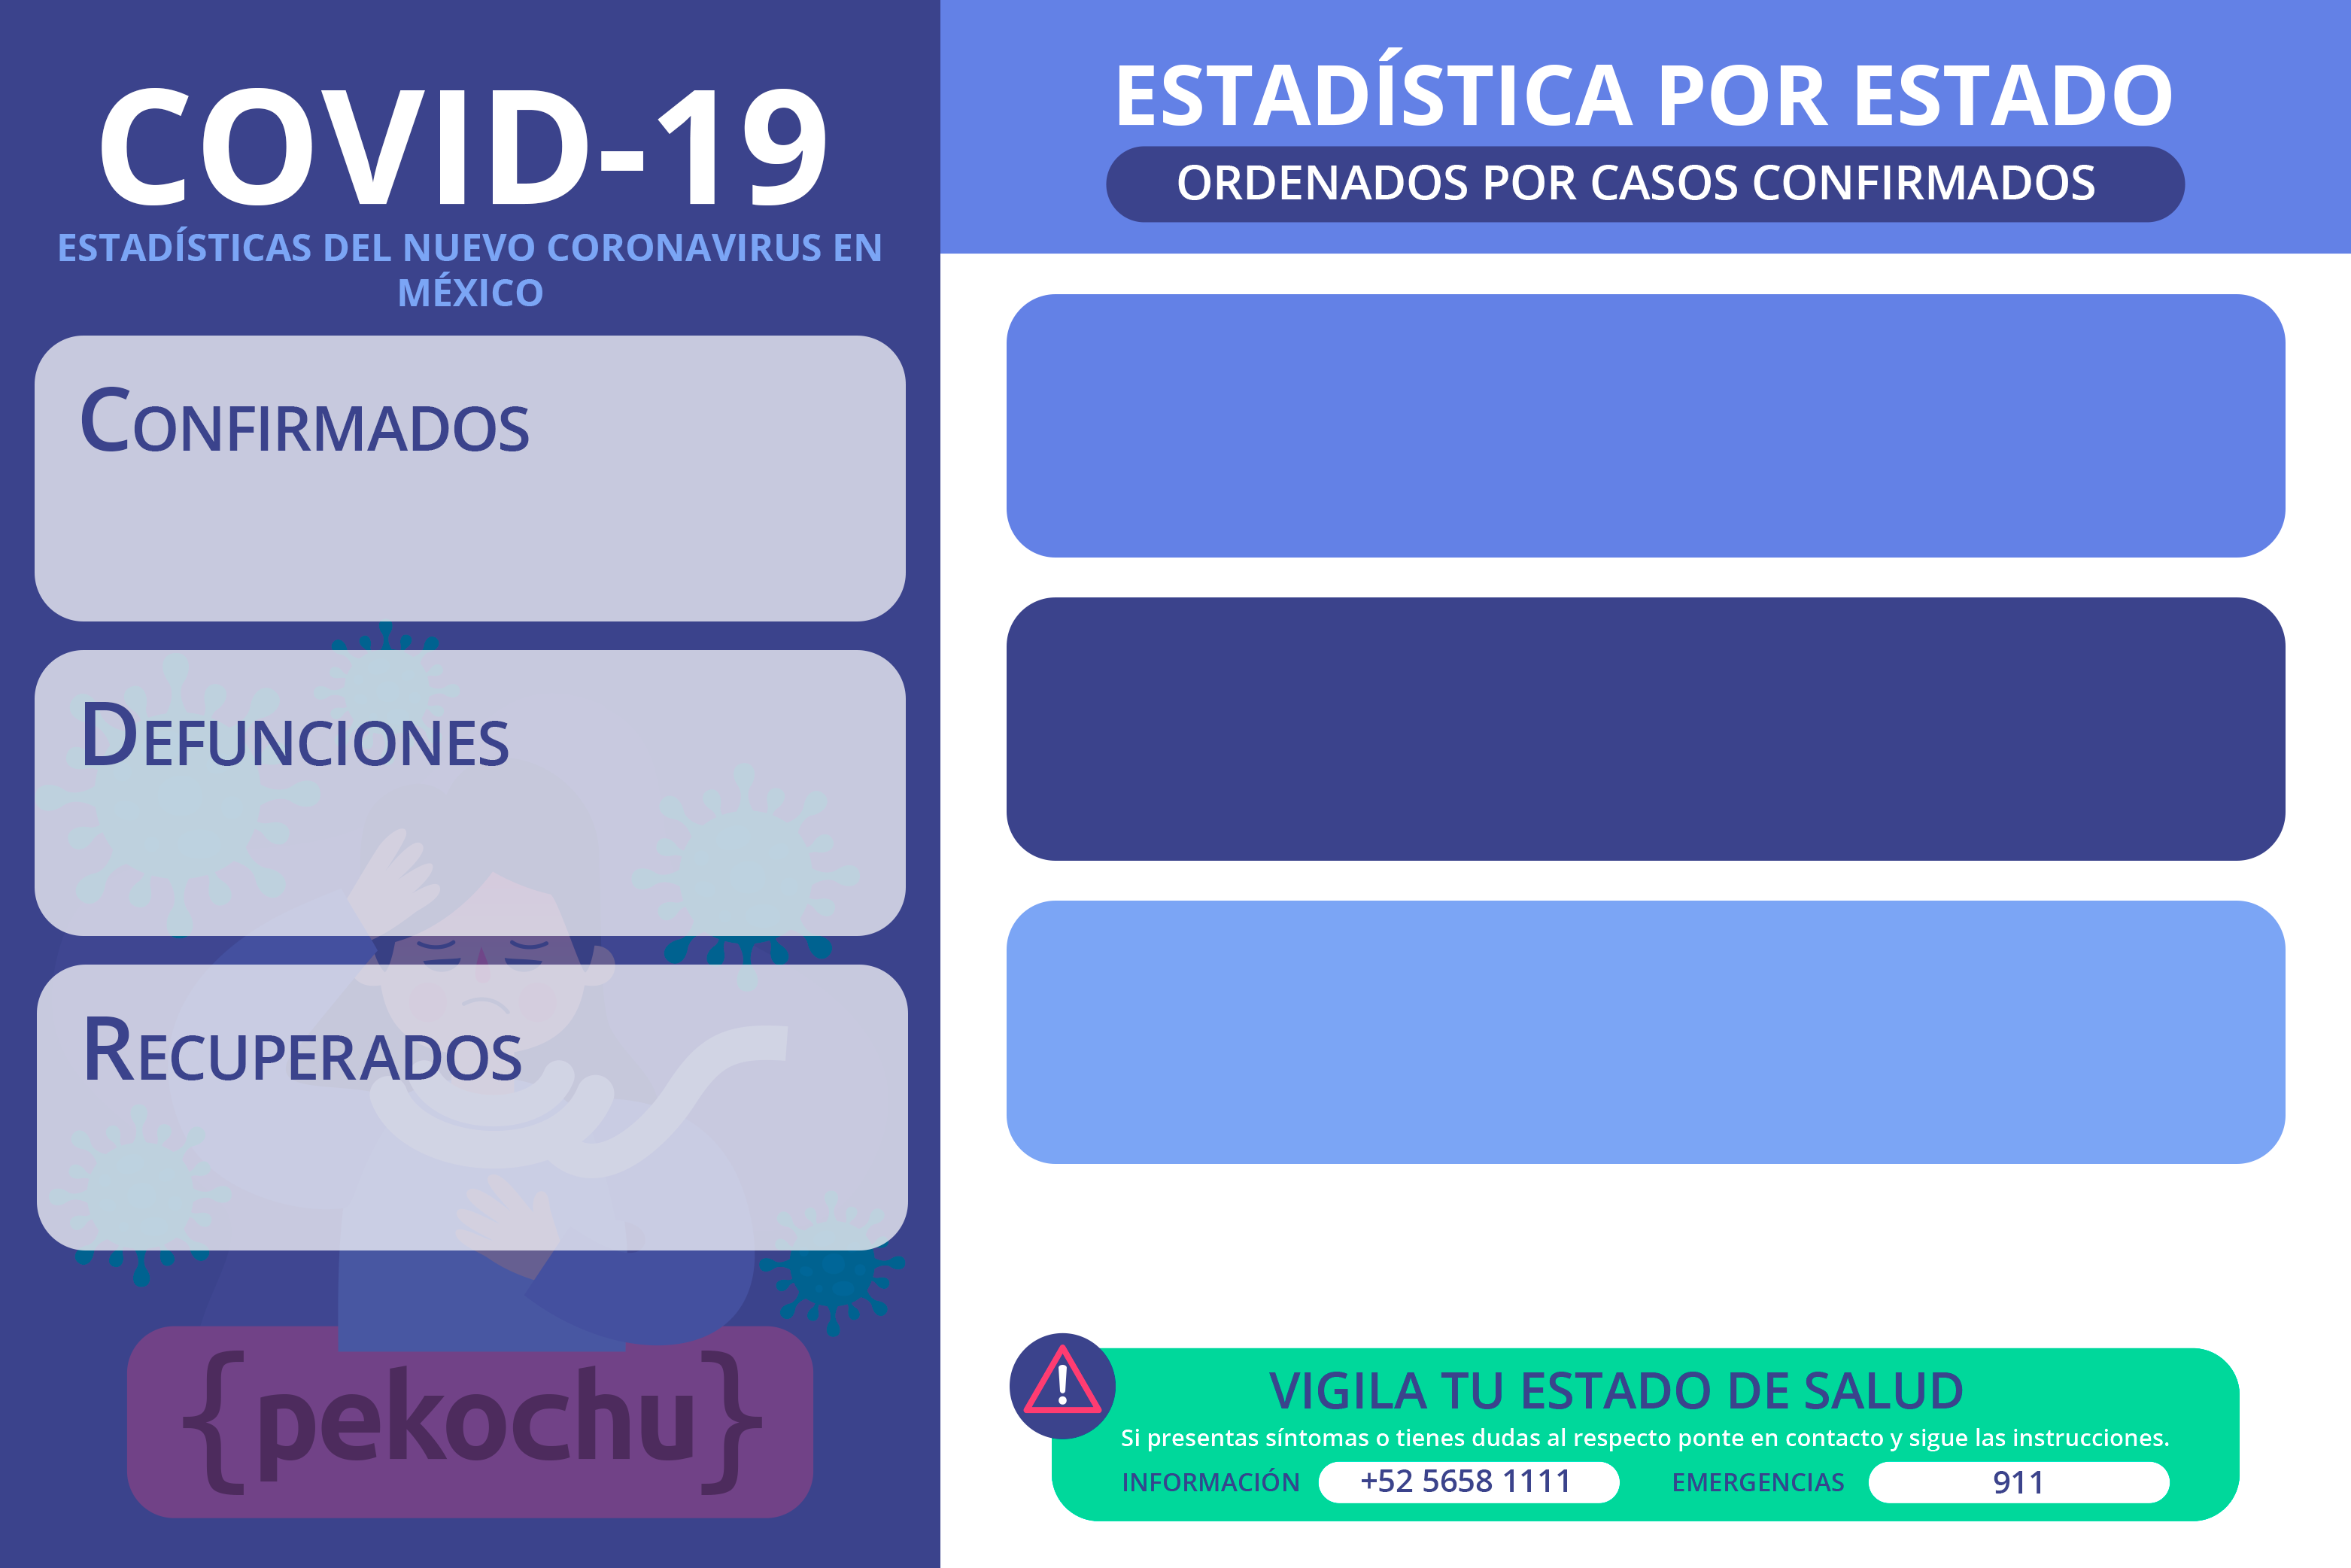 COVID-19
ESTADÍSTICAS DEL NUEVO CORONAVIRUS EN
MÉXICO
CONFIRMADOS
DEFUNCIONES
RECUPERADOS
{pekochu}
ESTADÍSTICA POR ESTADO
ORDENADOS POR CASOS CONFIRMADOS
VIGILA TU ESTADO DE SALUD
Si presentas síntomas o tienes dudas al respecto ponte en contacto y sigue las instrucciones.
INFORMACIÓN +52 5658 1111 EMERGENCIAS 911